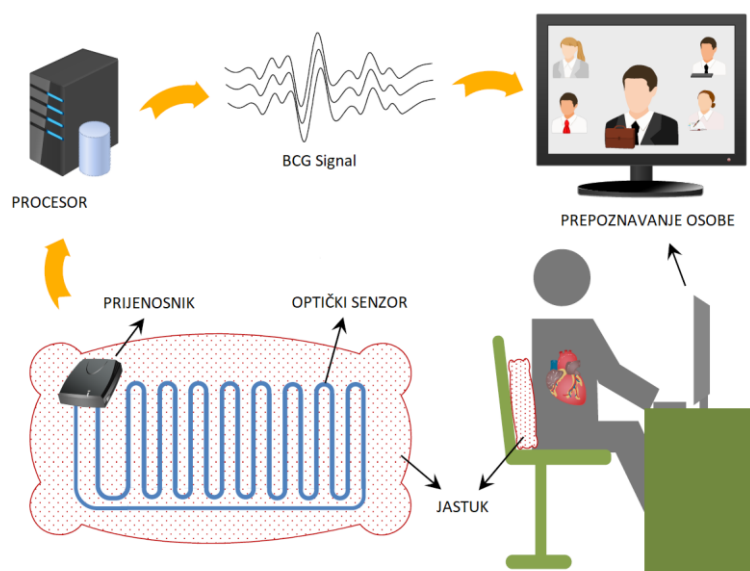 BCG Signal
PROCESOR
PREPOZNAVANJE OSOBE
PRIJENOSNIK
OPTIČKI SENZOR
JASTUK